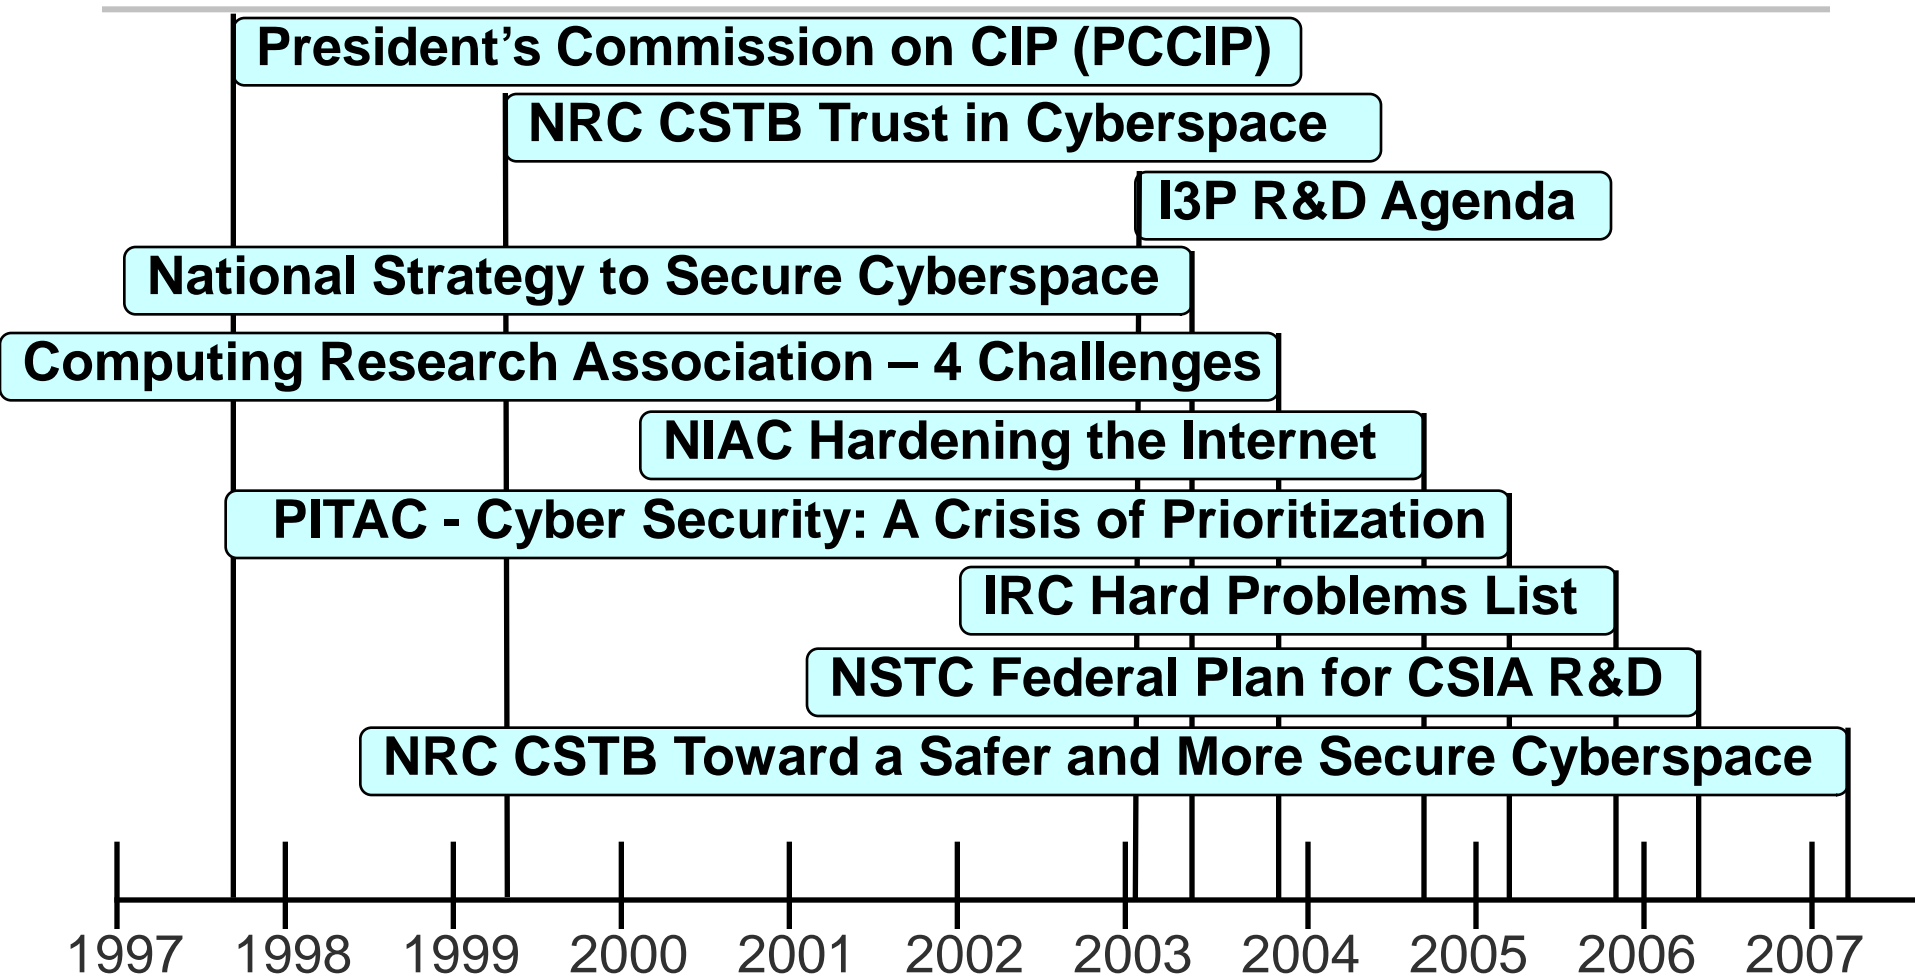 President’s Commission on CIP (PCCIP)
NRC CSTB Trust in Cyberspace
I3P R&D Agenda
National Strategy to Secure Cyberspace
Computing Research Association – 4 Challenges
NIAC Hardening the Internet
PITAC - Cyber Security: A Crisis of Prioritization
IRC Hard Problems List
NSTC Federal Plan for CSIA R&D
NRC CSTB Toward a Safer and More Secure Cyberspace
1997 1998 1999 2000 2001 2002 2003 2004 2005 2006 2007